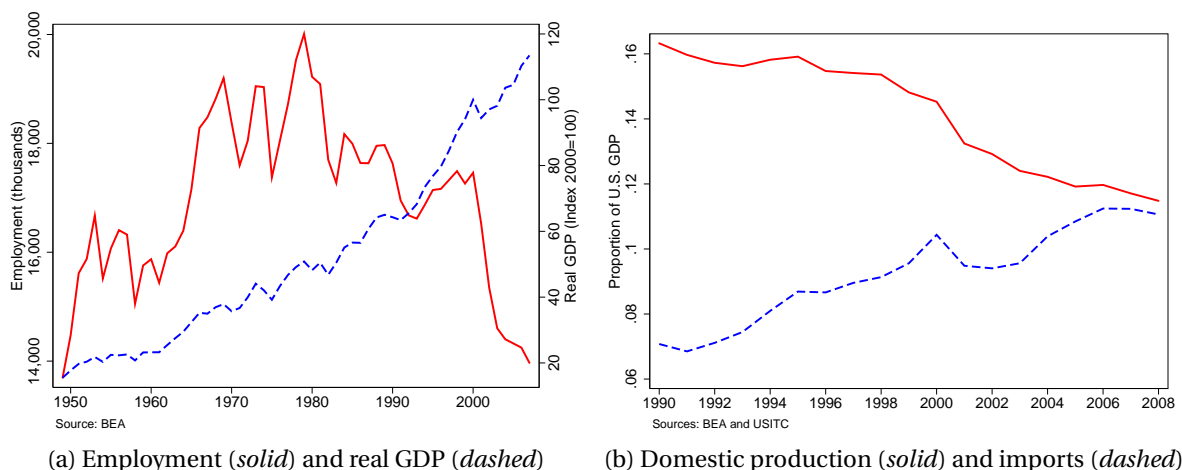 Employment (thousands)
20,000
18,000
16,000
14,000
120
100
80
60
40
20
Real GDP (Index 2000=100)
1950 1960 1970 1980 1990 2000
Source: BEA
(a) Employment (solid) and real GDP (dashed)
Proportion of U.S. GDP
.16
.14
.12
.1
.08
.06
1990 1992 1994 1996 1998 2000 2002 2004 2006 2008
Sources: BEA and USITC
(b) Domestic production (solid) and imports (dashed)